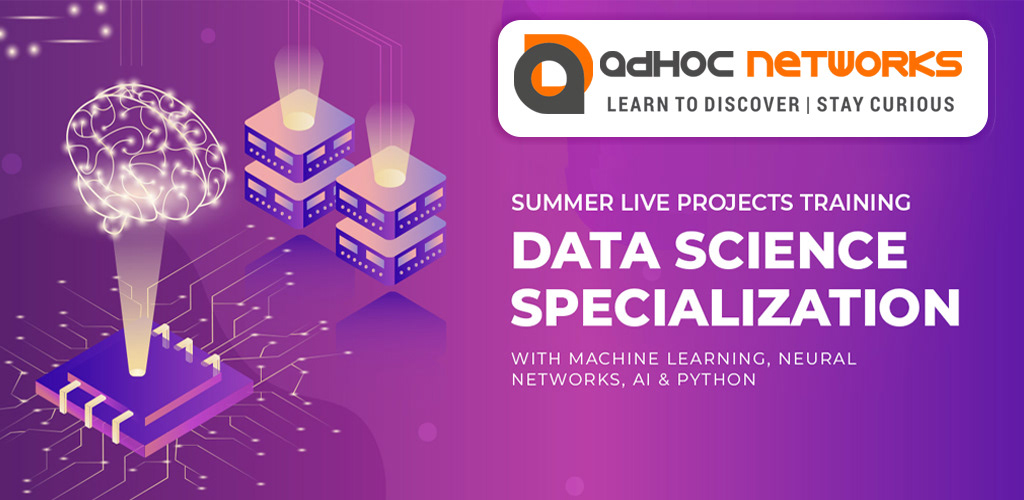 adHOC NETWORKS
LEARN TO DISCOVER | STAY CURIOUS
SUMMER LIVE PROJECTS TRAINING
DATA SCIENCE
SPECIALIZATION
WITH MACHINE LEARNING, NEURAL
NETWORKS, AI & PYTHON